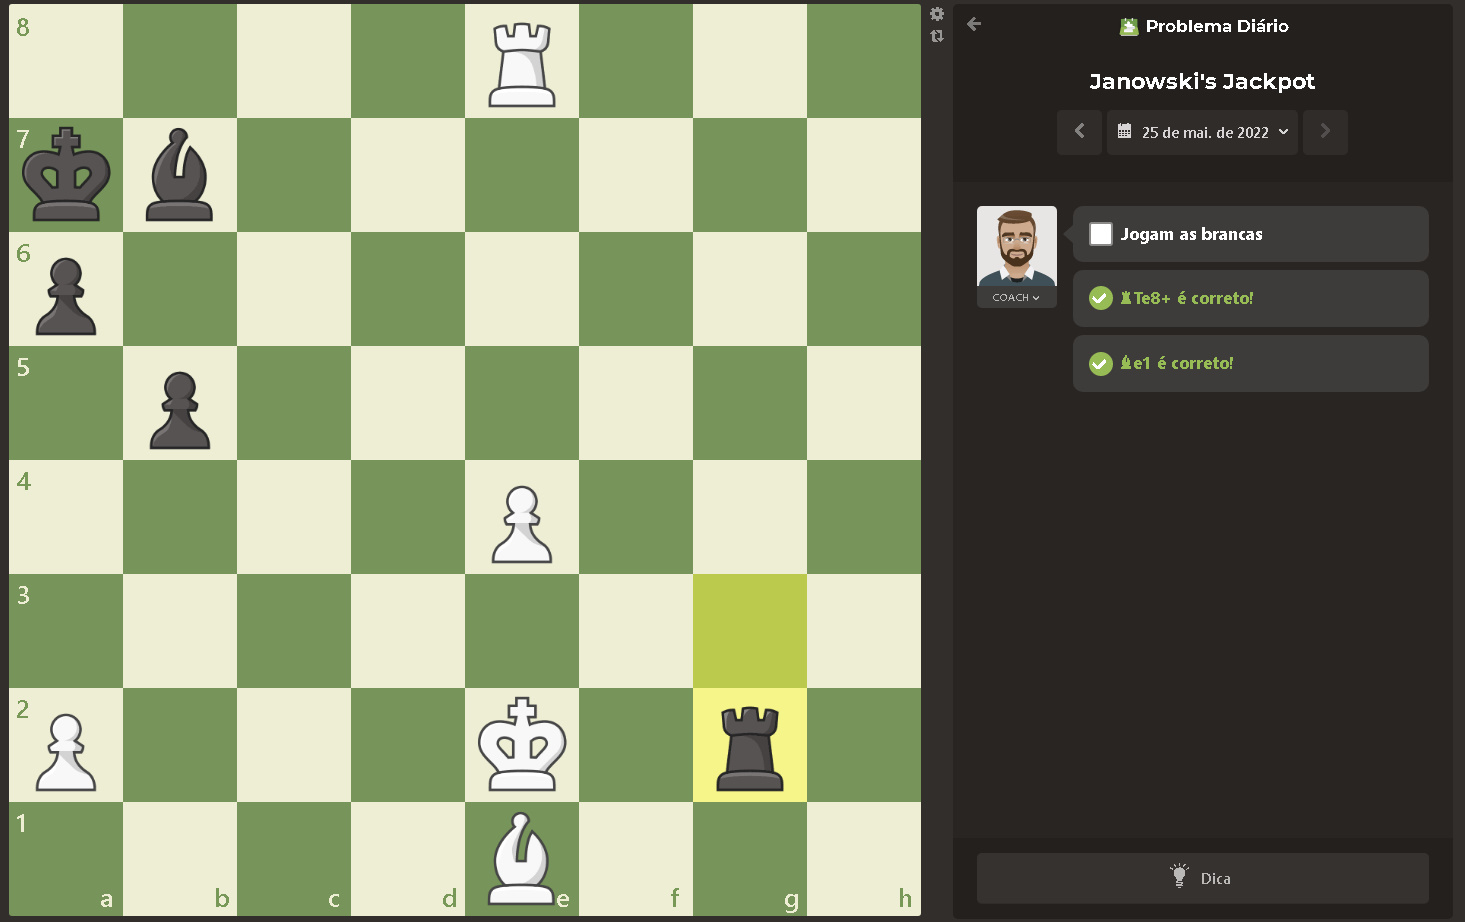 8
7
6
5
4
3
2
1
a b c d e f g h
Problema Diário
Janowski's Jackpot
25 de mai. de 2022
COACH
Jogam as brancas
♜Te8+ é correto!
♝e1 é correto!
Dica